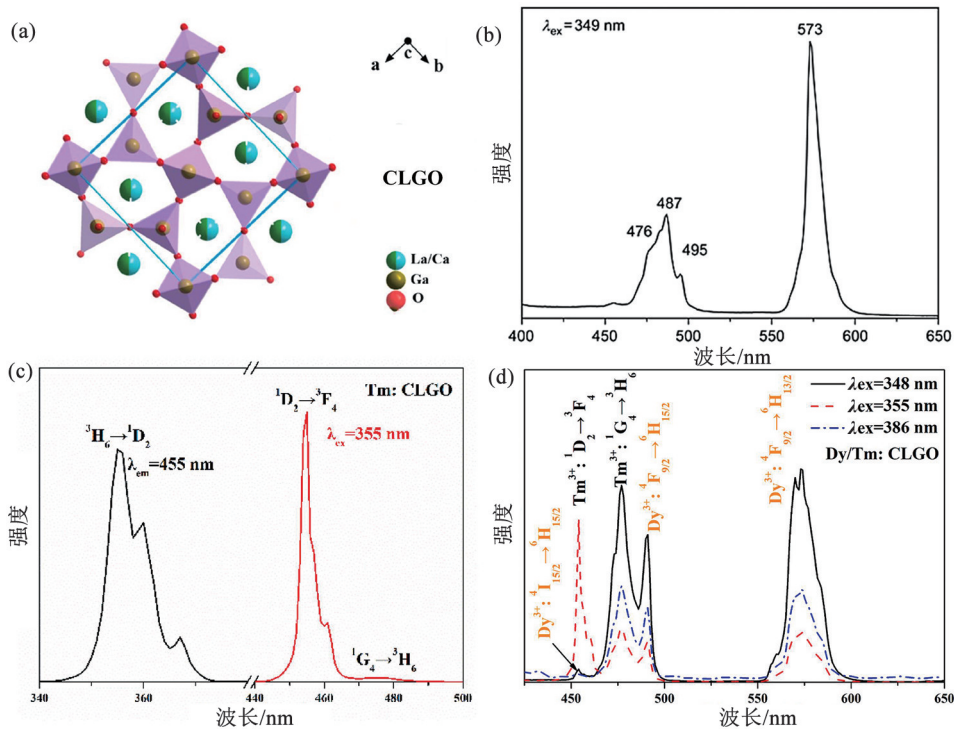 (a)
c
a
b
CLGO
La/Ca
Ga
O
(b)
λex=349 nm
573
487
476
495
强度
400
450
500
550
600
650
波长/nm
(c)
Tm: CLGO
¹D₂→³F₄
λex=355 nm
³H₆→¹D₂
λem=455 nm
¹G₄→³H₆
强度
340
360
440
460
480
500
波长/nm
(d)
λex=348 nm
λex=355 nm
λex=386 nm
Dy/Tm: CLGO
Dy³⁺: ⁴I₁₅/₂→⁶H₁₅/₂
Tm³⁺: ¹D₂→³F₄
Tm³⁺: ¹G₄→³H₆
Dy³⁺: ⁴F₉/₂→⁶H₁₅/₂
Dy³⁺: ⁴F₉/₂→⁶H₁₃/₂
强度
450
500
550
600
650
波长/nm